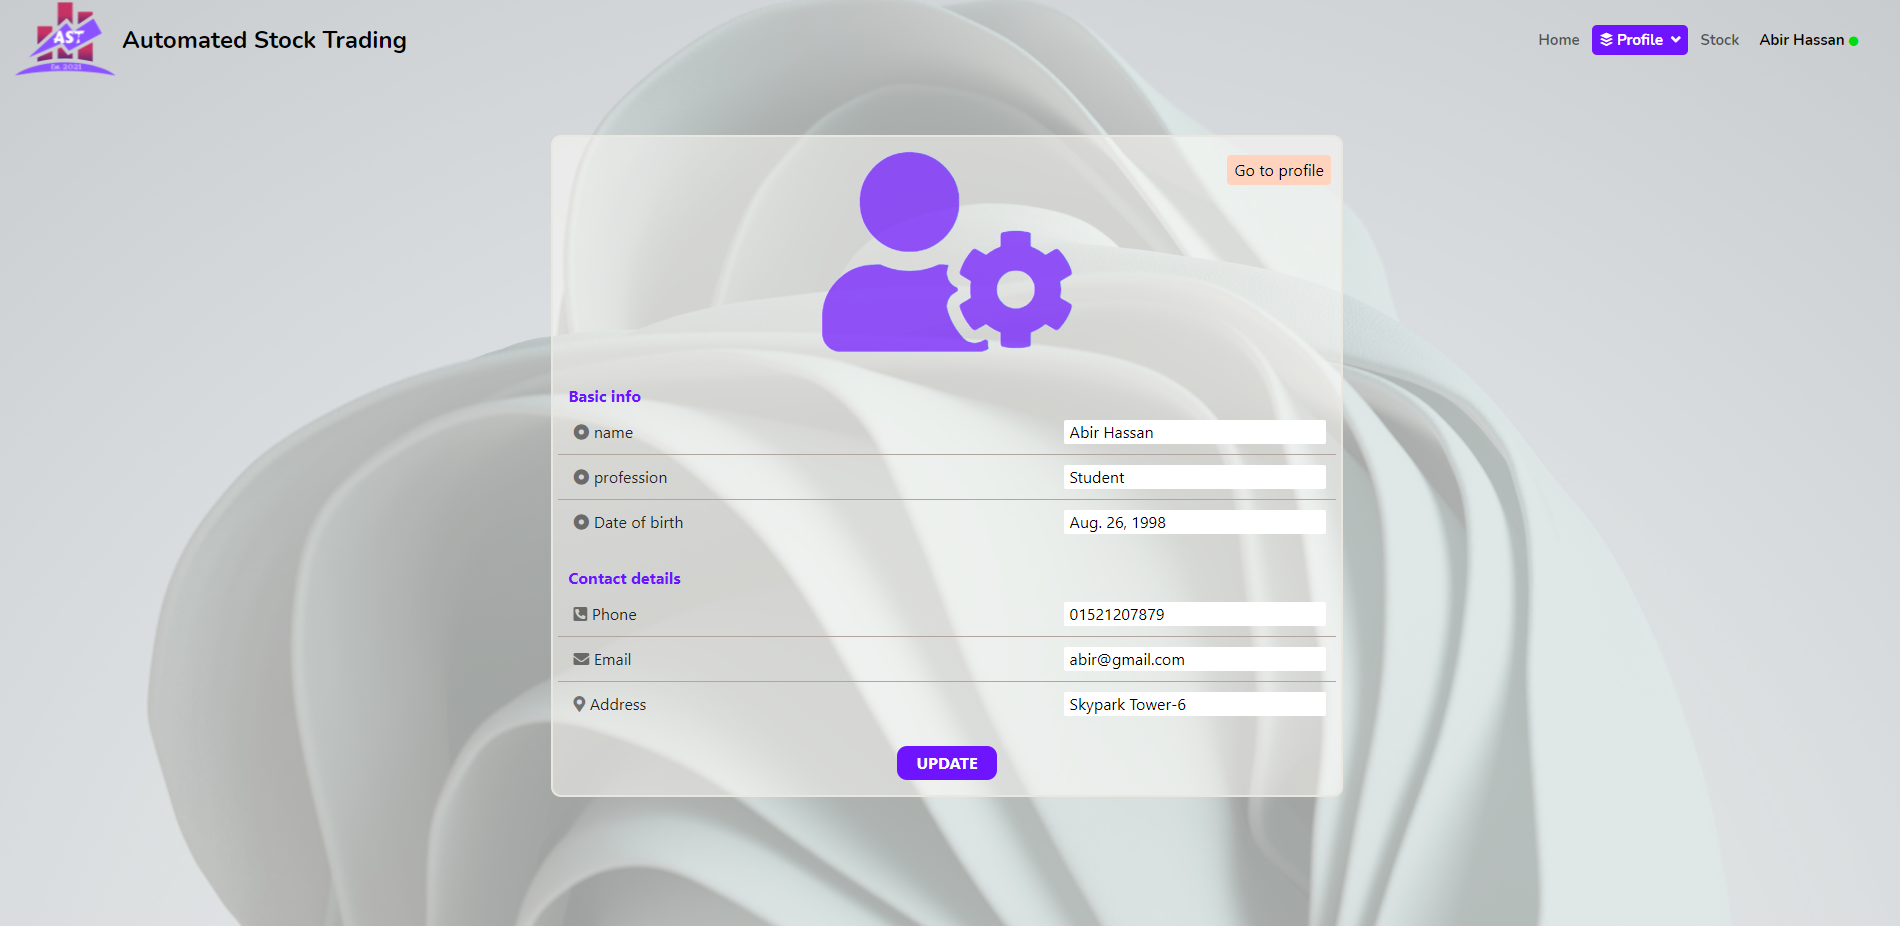 AST
Est. 2021
Automated Stock Trading
Home
Profile
Stock
Abir Hassan
Go to profile
Basic info
name
Abir Hassan
profession
Student
Date of birth
Aug. 26, 1998
Contact details
Phone
01521207879
Email
abir@gmail.com
Address
Skypark Tower-6
UPDATE